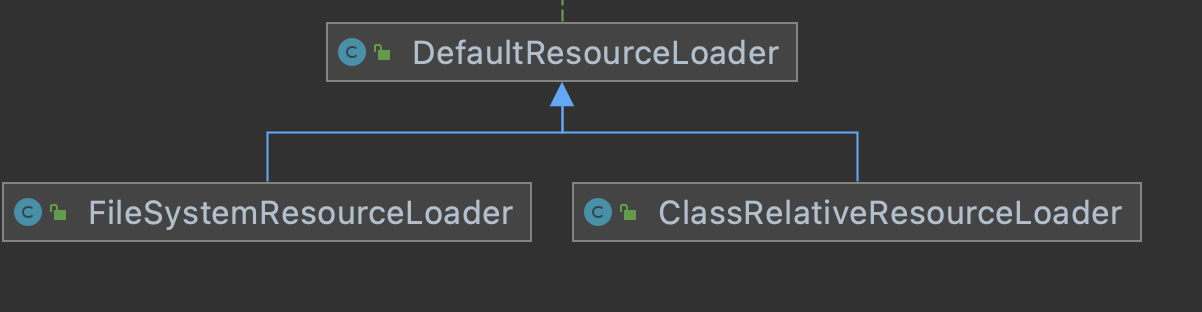 C DefaultResourceLoader
C FileSystemResourceLoader
C ClassRelativeResourceLoader